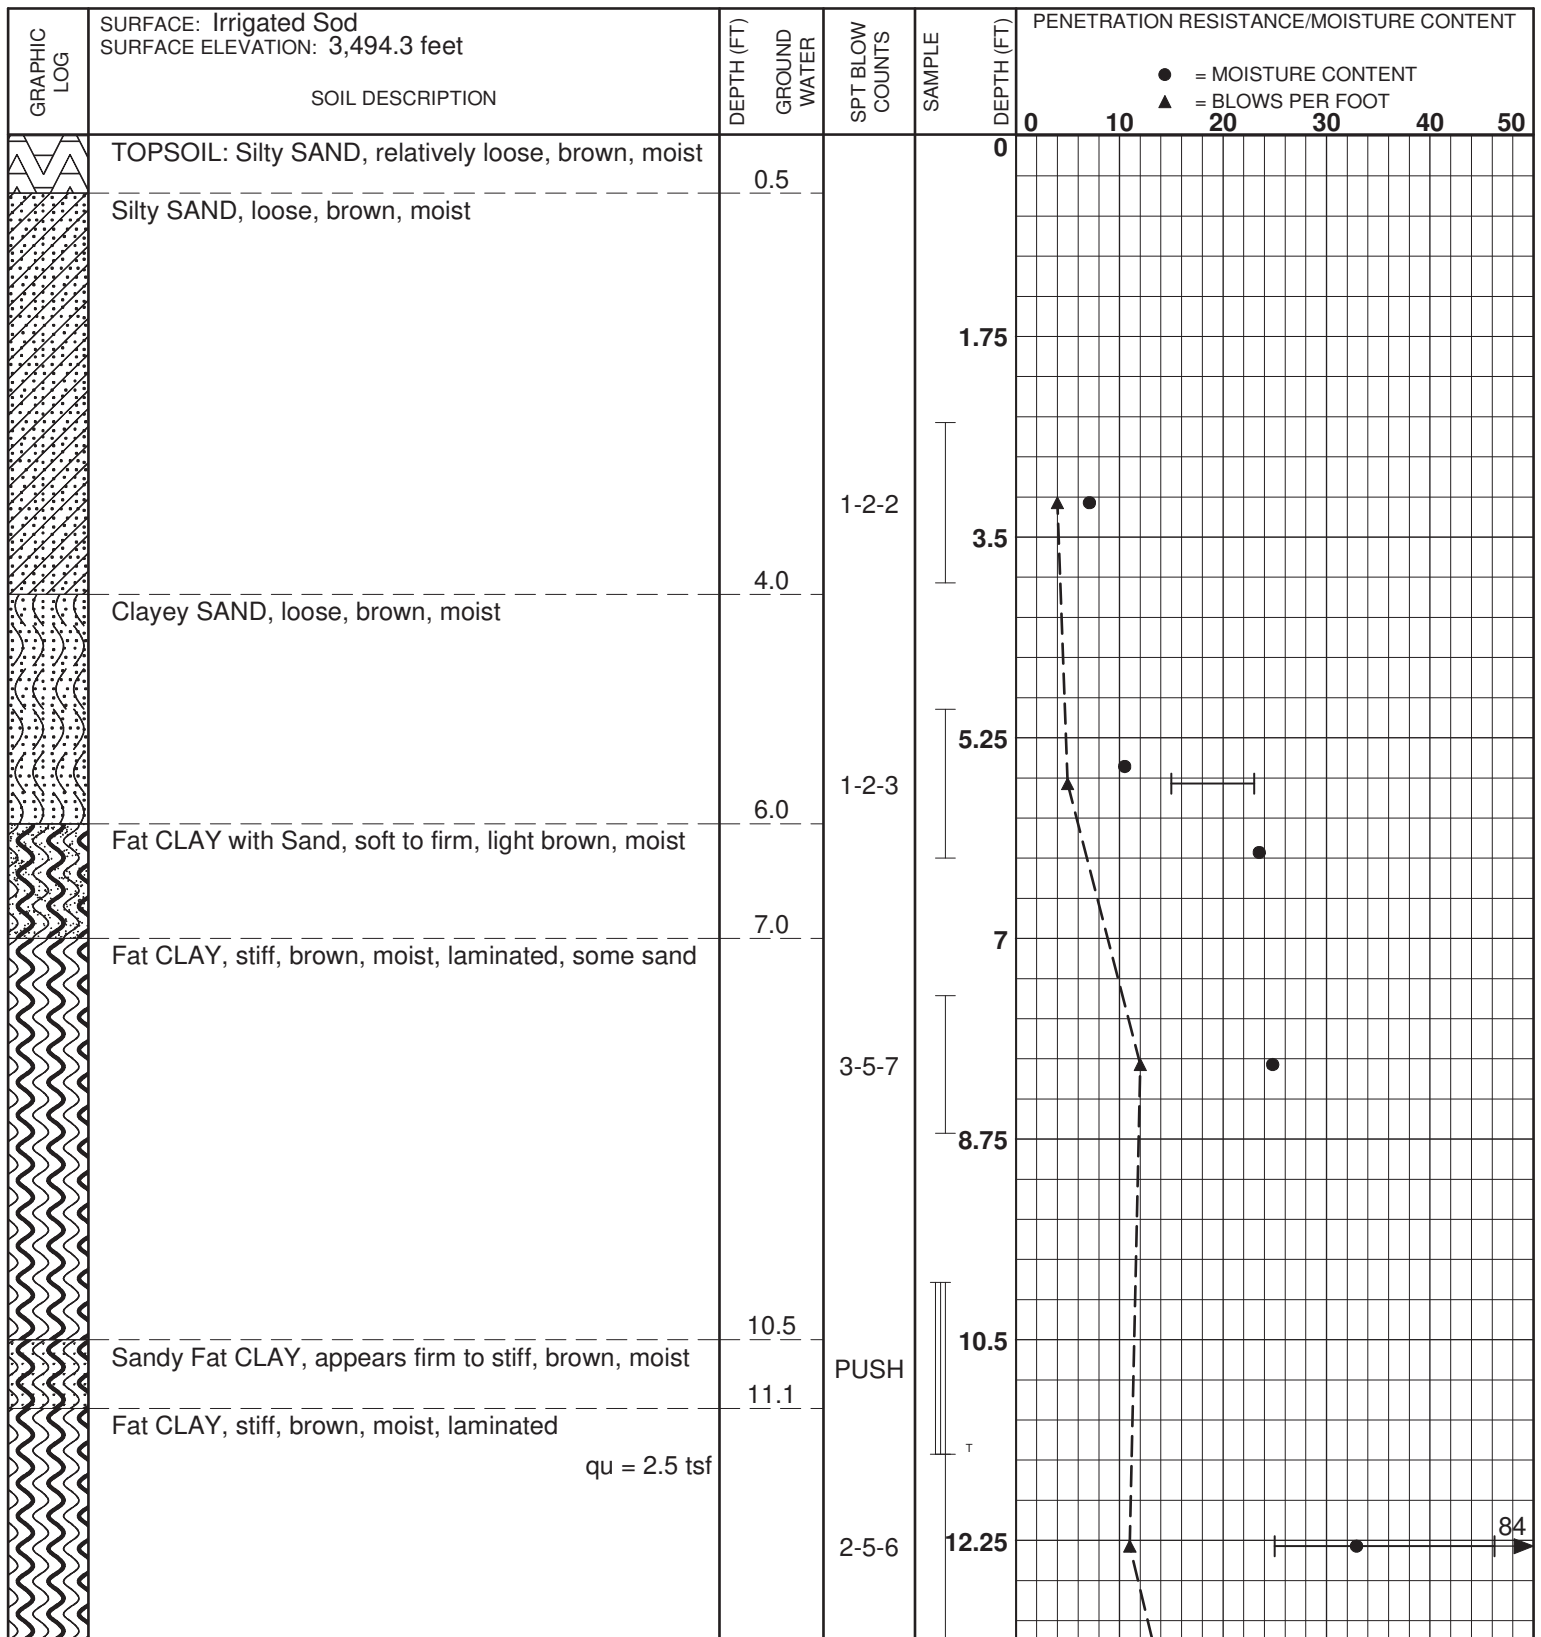 GRAPHIC
LOG
SURFACE: Irrigated Sod
SURFACE ELEVATION: 3,494.3 feet
SOIL DESCRIPTION
DEPTH (FT)
GROUND
WATER
SPT BLOW
COUNTS
SAMPLE
DEPTH (FT)
PENETRATION RESISTANCE/MOISTURE CONTENT
= MOISTURE CONTENT
= BLOWS PER FOOT
0 10 20 30 40 50
0
TOPSOIL: Silty SAND, relatively loose, brown, moist
0.5
Silty SAND, loose, brown, moist
1.75
1-2-2
3.5
4.0
Clayey SAND, loose, brown, moist
5.25
1-2-3
6.0
Fat CLAY with Sand, soft to firm, light brown, moist
7.0
7
Fat CLAY, stiff, brown, moist, laminated, some sand
3-5-7
8.75
10.5
10.5
Sandy Fat CLAY, appears firm to stiff, brown, moist
PUSH
11.1
Fat CLAY, stiff, brown, moist, laminated
T
qu = 2.5 tsf
84
2-5-6
12.25